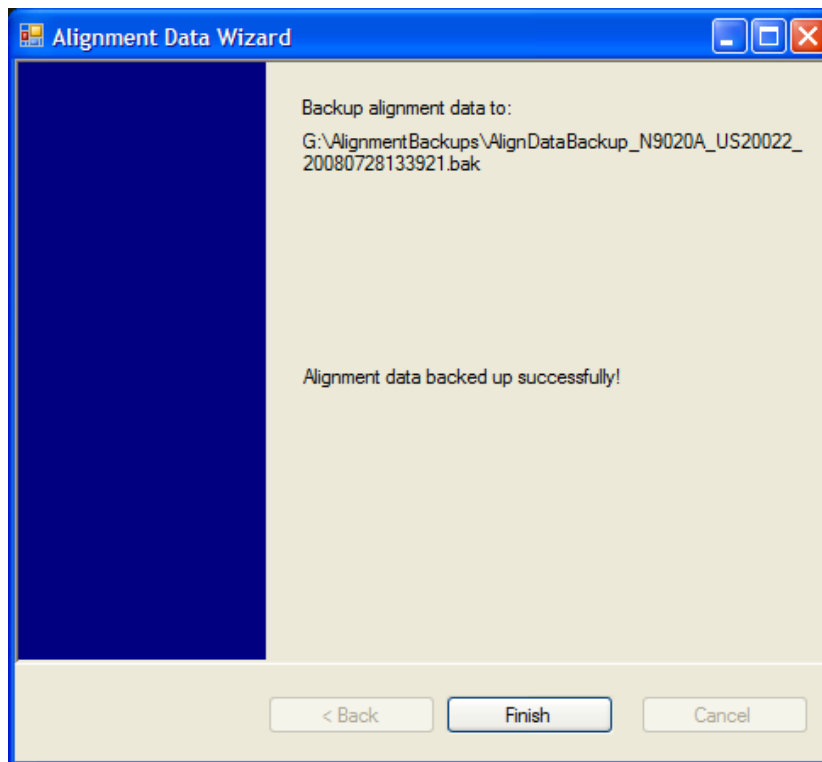 Alignment Data Wizard
Backup alignment data to:
G:\AlignmentBackups\AlignDataBackup_N9020A_US20022_
20080728133921.bak
Alignment data backed up successfully!
< Back
Finish
Cancel